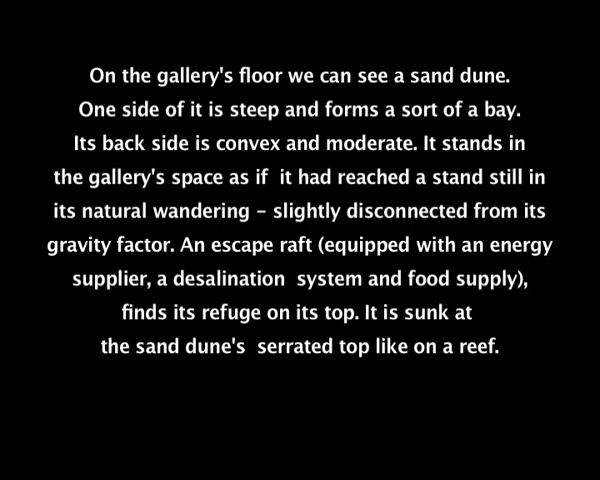 On the gallery's floor we can see a sand dune.
One side of it is steep and forms a sort of a bay.
Its back side is convex and moderate. It stands in
the gallery's space as if  it had reached a stand still in
its natural wandering – slightly disconnected from its
gravity factor. An escape raft (equipped with an energy
supplier, a desalination  system and food supply),
finds its refuge on its top. It is sunk at
the sand dune's  serrated top like on a reef.